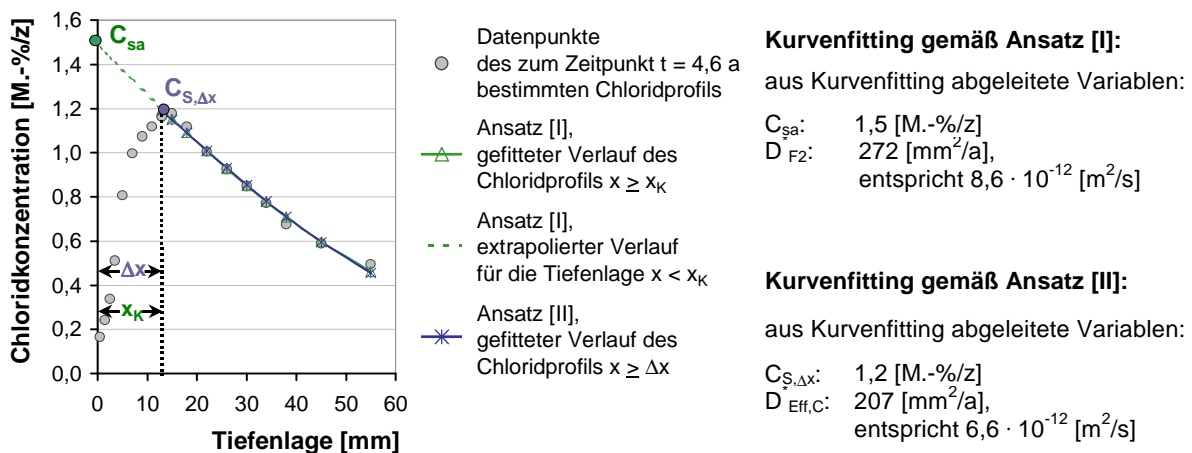 Chloridkonzentration [M.-%/z]
1,6
1,4
1,2
1,0
0,8
0,6
0,4
0,2
0,0
C_sa
C_S,Δx
Δx
x_K
0 10 20 30 40 50 60
Tiefenlage [mm]
Datenpunkte
des zum Zeitpunkt t = 4,6 a
bestimmten Chloridprofils
Ansatz [I],
gefitteter Verlauf des
Chloridprofils x ≥ x_K
Ansatz [I],
extrapolierter Verlauf
für die Tiefenlage x < x_K
Ansatz [II],
gefitteter Verlauf des
Chloridprofils x ≥ Δx
Kurvenfitting gemäß Ansatz [I]:
aus Kurvenfitting abgeleitete Variablen:
C_sa: 1,5 [M.-%/z]
D*_F2: 272 [mm²/a],
entspricht 8,6 · 10⁻¹² [m²/s]
Kurvenfitting gemäß Ansatz [II]:
aus Kurvenfitting abgeleitete Variablen:
C_S,Δx: 1,2 [M.-%/z]
D*_Eff,C: 207 [mm²/a],
entspricht 6,6 · 10⁻¹² [m²/s]